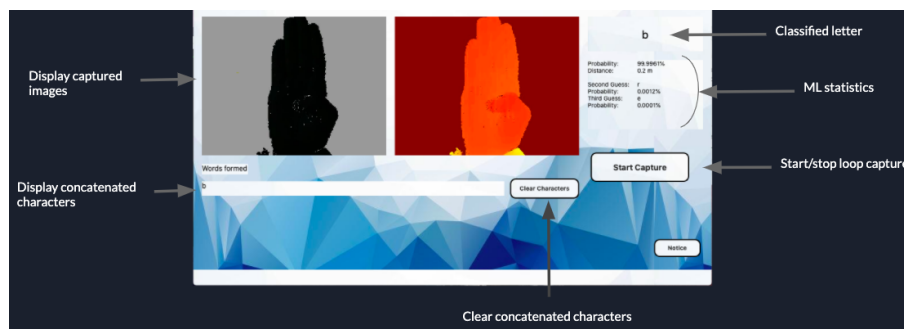 Classified letter
b
Display captured
images
Probability: 99.9961%
Distance: 0.2 m
Second Guess: r
Probability: 0.0012%
Third Guess: e
Probability: 0.0001%
ML statistics
Start Capture
Start/stop loop capture
Words formed
Display concatenated
characters
b
Clear Characters
Notice
Clear concatenated characters